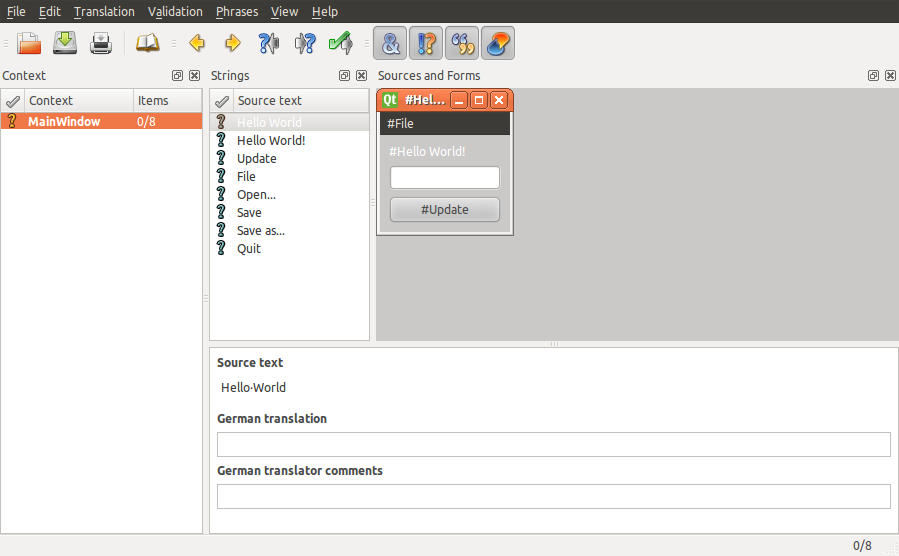 File Edit Translation Validation Phrases View Help
Context
Strings
Sources and Forms
Context Items
MainWindow 0/8
Source text
Hello World
Hello World!
Update
File
Open...
Save
Save as...
Quit
Qt #Hel...
#File
#Hello World!
#Update
Source text
Hello·World
German translation
German translator comments
0/8